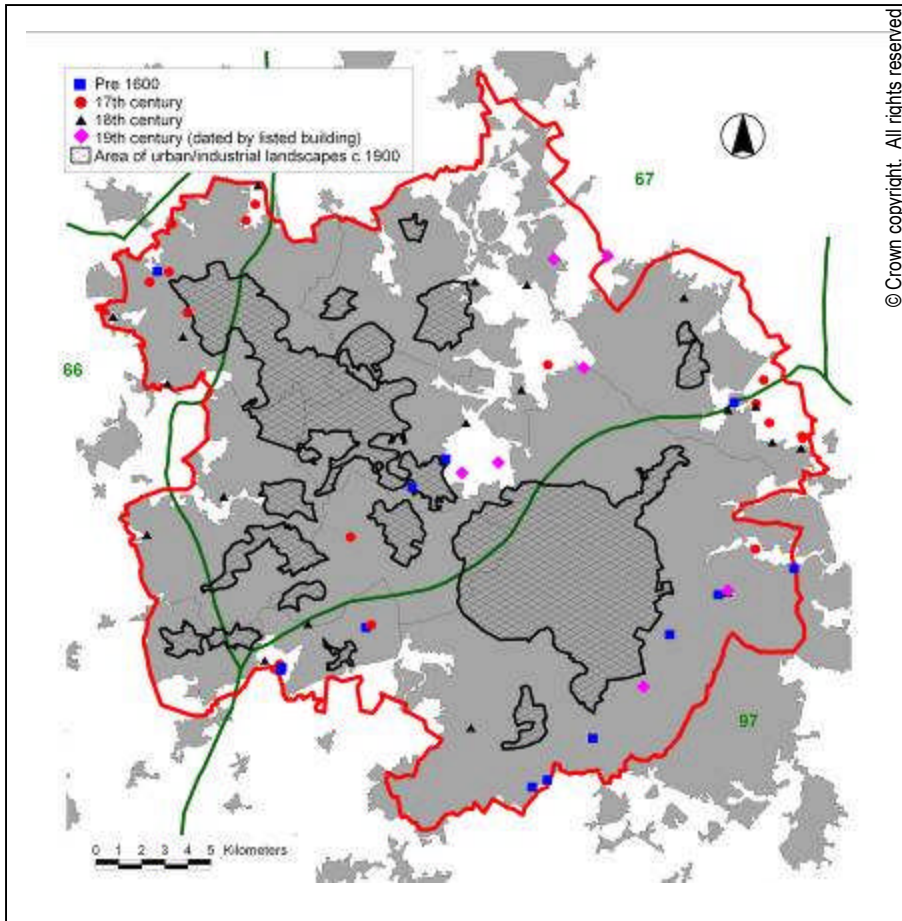 Pre 1600
17th century
18th century
19th century (dated by listed building)
Area of urban/industrial landscapes c.1900
67
66
97
0 1 2 3 4 5 Kilometers
© Crown copyright. All rights reserved